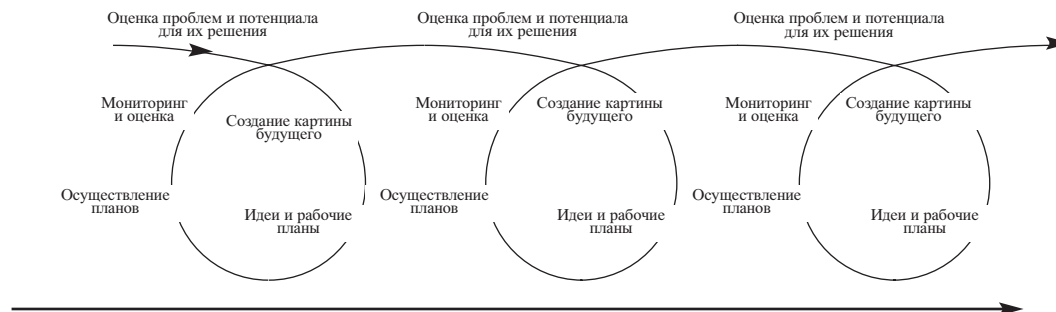 Оценка проблем и потенциала
для их решения
Оценка проблем и потенциала
для их решения
Оценка проблем и потенциала
для их решения
Мониторинг
и оценка
Создание картины
будущего
Мониторинг
и оценка
Создание картины
будущего
Мониторинг
и оценка
Создание картины
будущего
Осуществление
планов
Идеи и рабочие
планы
Осуществление
планов
Идеи и рабочие
планы
Осуществление
планов
Идеи и рабочие
планы